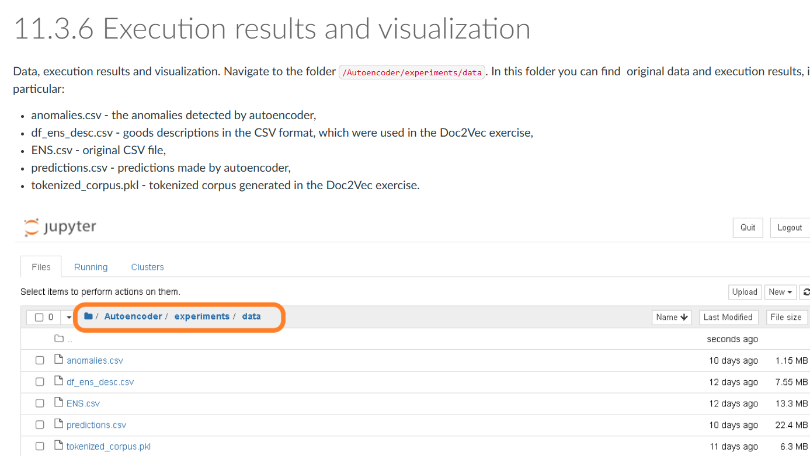 11.3.6 Execution results and visualization
Data, execution results and visualization. Navigate to the folder /Autoencoder/experiments/data . In this folder you can find original data and execution results, i
particular:
• anomalies.csv - the anomalies detected by autoencoder,
• df_ens_desc.csv - goods descriptions in the CSV format, which were used in the Doc2Vec exercise,
• ENS.csv - original CSV file,
• predictions.csv - predictions made by autoencoder,
• tokenized_corpus.pkl - tokenized corpus generated in the Doc2Vec exercise.
jupyter Quit Logout
Files Running Clusters
Select items to perform actions on them. Upload New
0 / Autoencoder / experiments / data Name Last Modified File size
.. seconds ago
anomalies.csv 10 days ago 1.15 MB
df_ens_desc.csv 12 days ago 7.55 MB
ENS.csv 12 days ago 13.3 MB
predictions.csv 10 days ago 22.4 MB
tokenized_corpus.pkl 11 days ago 6.3 MB